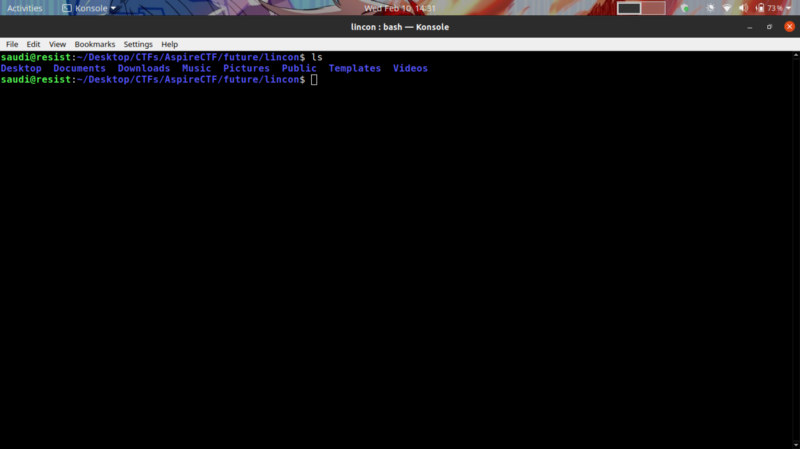 Activities Konsole Wed Feb 10, 14:31 73%
lincon : bash — Konsole
File Edit View Bookmarks Settings Help
saudi@resist:~/Desktop/CTFs/AspireCTF/future/lincon$ ls
Desktop Documents Downloads Music Pictures Public Templates Videos
saudi@resist:~/Desktop/CTFs/AspireCTF/future/lincon$